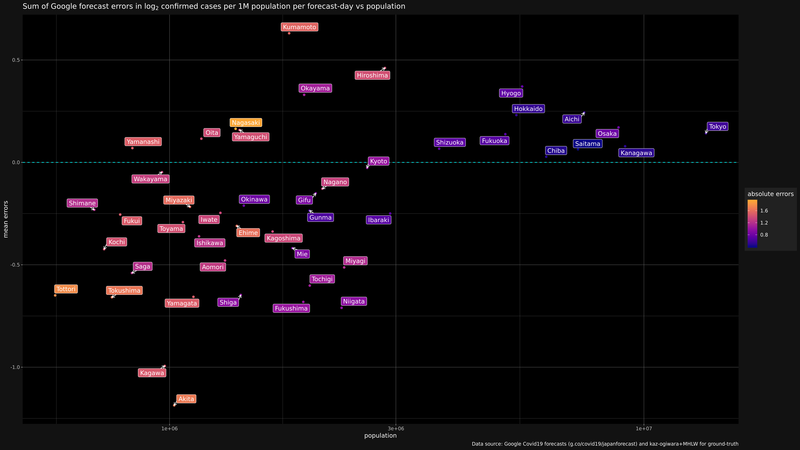 Sum of Google forecast errors in log2 confirmed cases per 1M population per forecast-day vs population
Kumamoto
Hiroshima
Okayama
Hyogo
Hokkaido
Aichi
Nagasaki
Tokyo
Oita
Yamaguchi
Osaka
Yamanashi
Shizuoka
Fukuoka
Saitama
Chiba
Kanagawa
Kyoto
Wakayama
Nagano
Shimane
Miyazaki
Okinawa
Gifu
Fukui
Iwate
Gunma
Ibaraki
Toyama
Ehime
Kochi
Ishikawa
Kagoshima
Mie
Saga
Aomori
Miyagi
Tochigi
Tottori
Tokushima
Yamagata
Shiga
Fukushima
Niigata
Kagawa
Akita
0.5
0.0
-0.5
-1.0
mean errors
1e+06
3e+06
1e+07
population
absolute errors
1.6
1.2
0.8
Data source: Google Covid19 forecasts (g.co/covid19/japanforecast) and kaz-ogiwara+MHLW for ground-truth